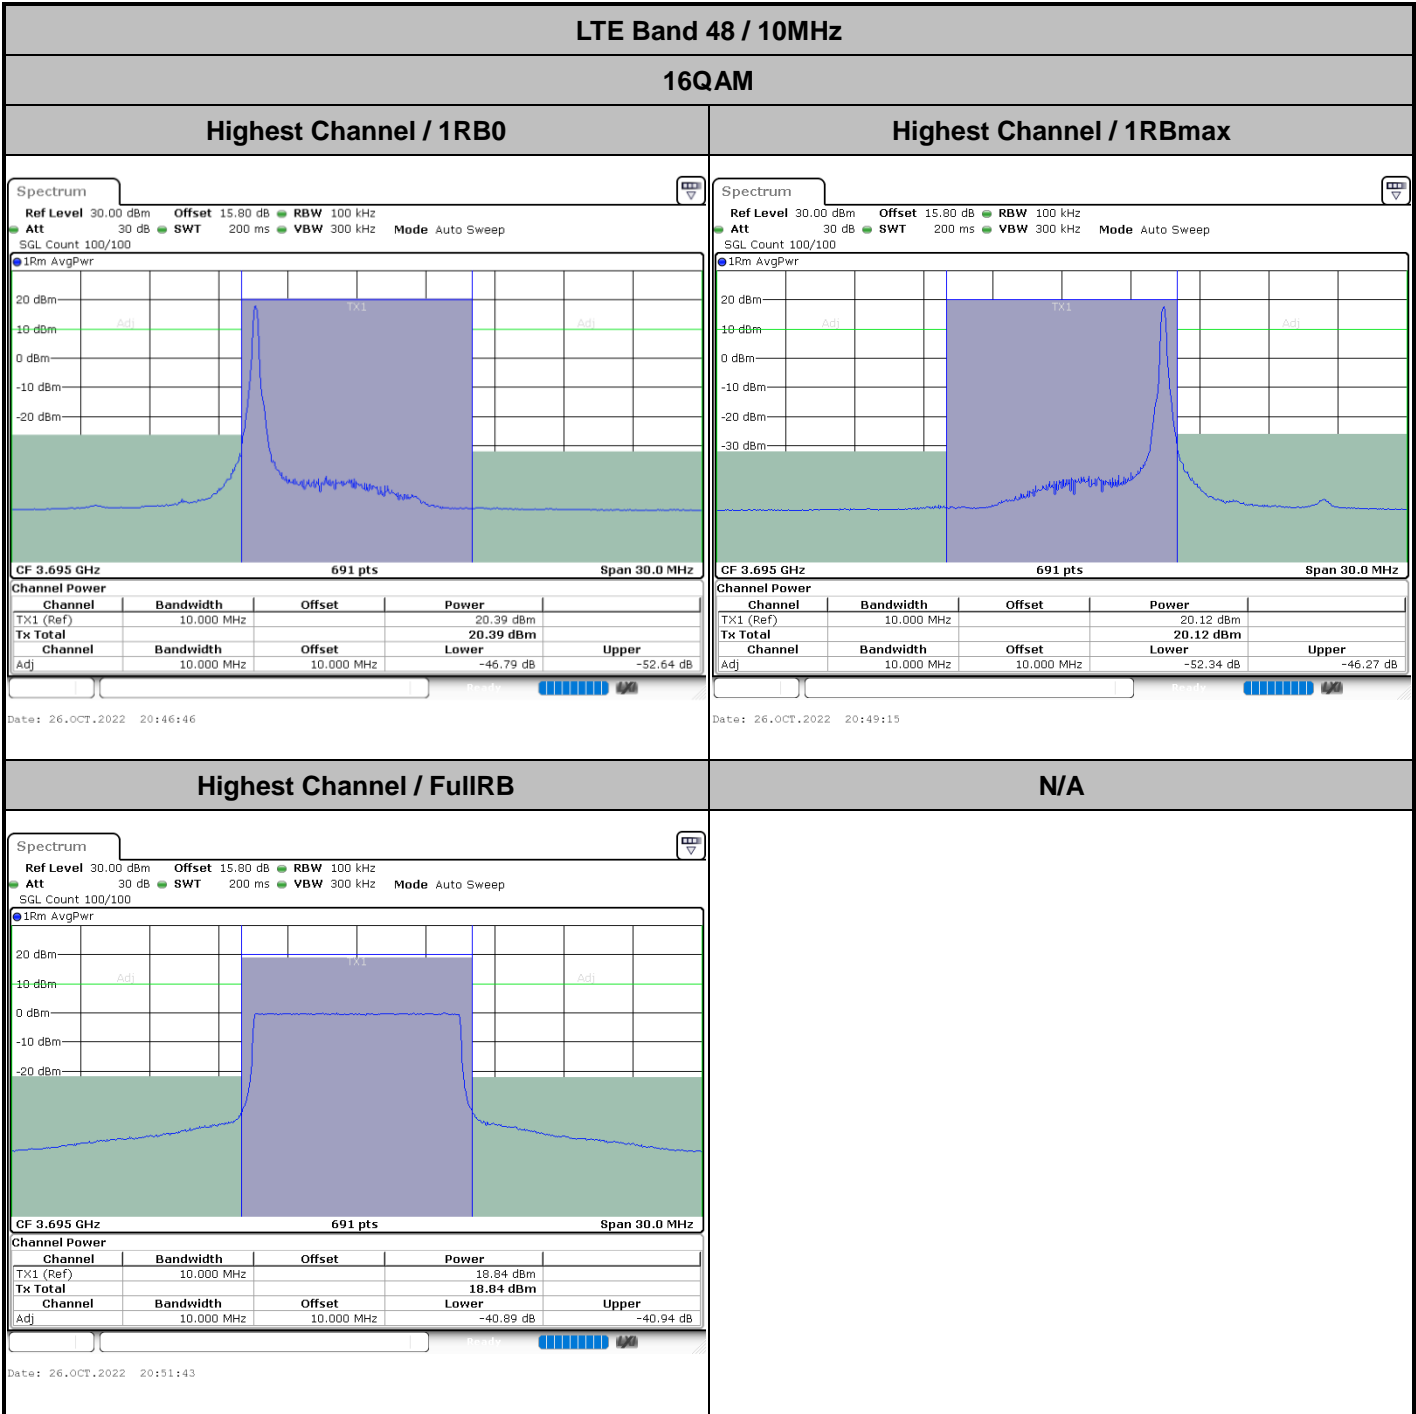 LTE Band 48 / 10MHz
16QAM
Highest Channel / 1RB0
Highest Channel / 1RBmax
Spectrum
Ref Level 30.00 dBm Offset 15.80 dB RBW 100 kHz
Att 30 dB SWT 200 ms VBW 300 kHz Mode Auto Sweep
SGL Count 100/100
1Rm AvgPwr
20 dBm
TX1
Adj
Adj
10 dBm
0 dBm
-10 dBm
-20 dBm
CF 3.695 GHz 691 pts Span 30.0 MHz
Channel Power
Channel Bandwidth Offset Power
TX1 (Ref) 10.000 MHz 20.39 dBm
Tx Total 20.39 dBm
Channel Bandwidth Offset Lower Upper
Adj 10.000 MHz 10.000 MHz -46.79 dB -52.64 dB
Ready
Date: 26.OCT.2022 20:46:46
Spectrum
Ref Level 30.00 dBm Offset 15.80 dB RBW 100 kHz
Att 30 dB SWT 200 ms VBW 300 kHz Mode Auto Sweep
SGL Count 100/100
1Rm AvgPwr
20 dBm
TX1
Adj
Adj
10 dBm
0 dBm
-10 dBm
-20 dBm
-30 dBm
CF 3.695 GHz 691 pts Span 30.0 MHz
Channel Power
Channel Bandwidth Offset Power
TX1 (Ref) 10.000 MHz 20.12 dBm
Tx Total 20.12 dBm
Channel Bandwidth Offset Lower Upper
Adj 10.000 MHz 10.000 MHz -52.34 dB -46.27 dB
Ready
Date: 26.OCT.2022 20:49:15
Highest Channel / FullRB
N/A
Spectrum
Ref Level 30.00 dBm Offset 15.80 dB RBW 100 kHz
Att 30 dB SWT 200 ms VBW 300 kHz Mode Auto Sweep
SGL Count 100/100
1Rm AvgPwr
20 dBm
TX1
Adj
Adj
10 dBm
0 dBm
-10 dBm
-20 dBm
CF 3.695 GHz 691 pts Span 30.0 MHz
Channel Power
Channel Bandwidth Offset Power
TX1 (Ref) 10.000 MHz 18.84 dBm
Tx Total 18.84 dBm
Channel Bandwidth Offset Lower Upper
Adj 10.000 MHz 10.000 MHz -40.89 dB -40.94 dB
Ready
Date: 26.OCT.2022 20:51:43